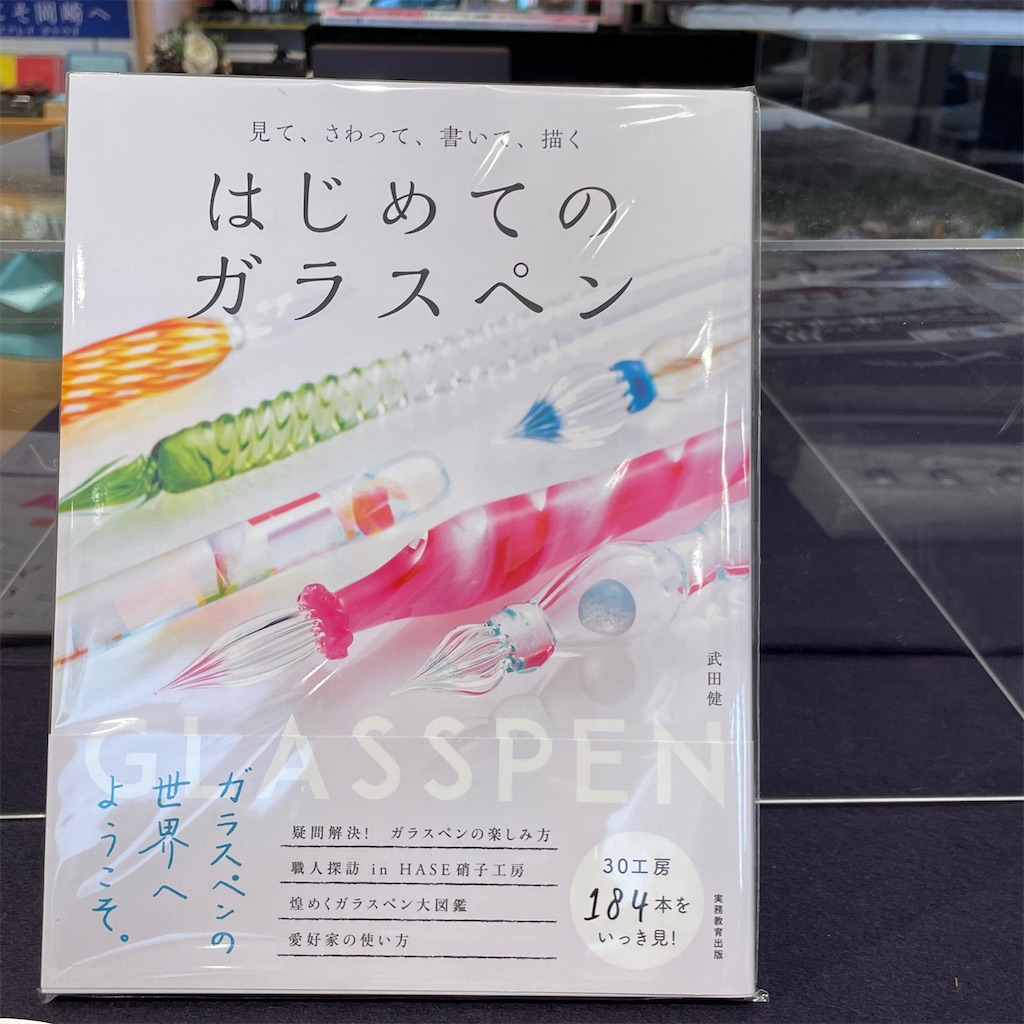 こそ岡崎へ
見て、さわって、書いて、描く
はじめての
ガラスペン
武田健
GLASSPEN
ガラスペンの
世界へ
ようこそ。
疑問解決! ガラスペンの楽しみ方
職人探訪 in HASE硝子工房
煌めくガラスペン大図鑑
愛好家の使い方
30工房
184本を
いっき見!
実務教育出版